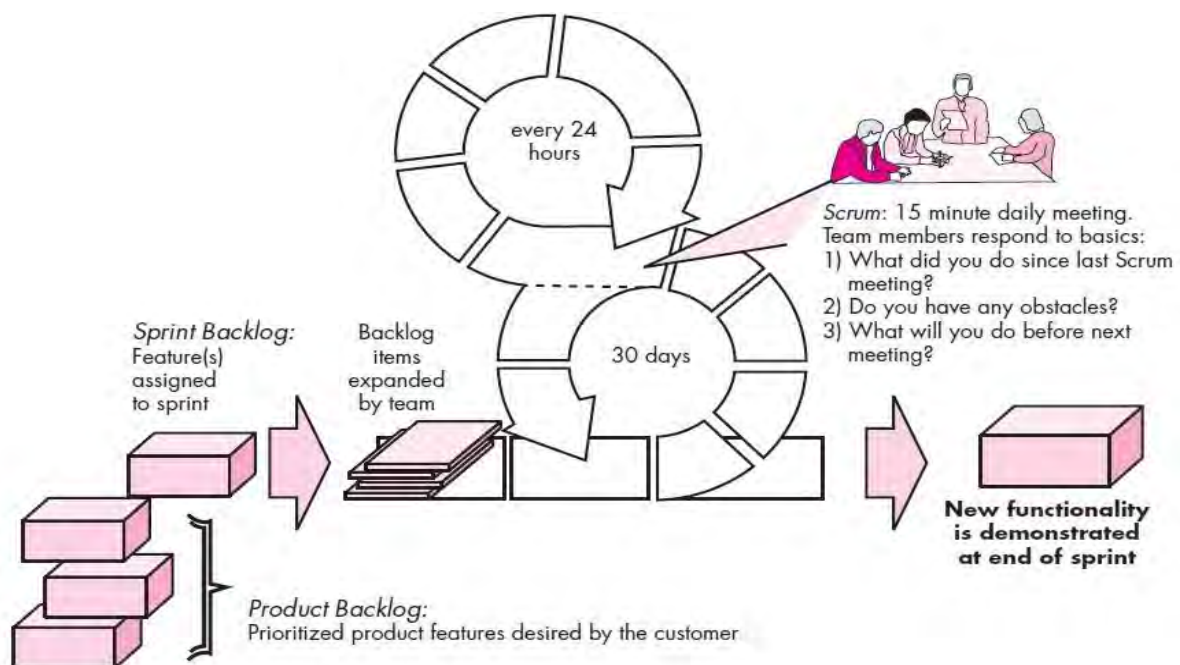 every 24
hours
Scrum: 15 minute daily meeting.
Team members respond to basics:
1) What did you do since last Scrum
meeting?
2) Do you have any obstacles?
3) What will you do before next
meeting?
30 days
Sprint Backlog:
Feature(s)
assigned
to sprint
Backlog
items
expanded
by team
New functionality
is demonstrated
at end of sprint
Product Backlog:
Prioritized product features desired by the customer